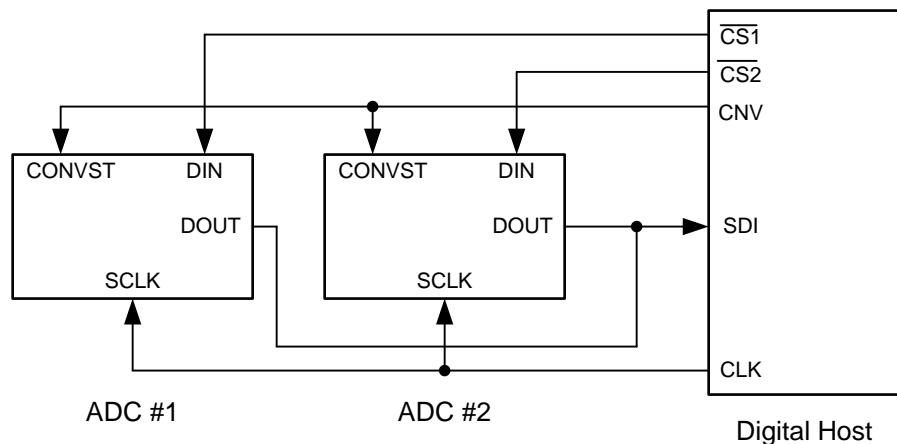 CS1
CS2
CNV
CONVST DIN
CONVST DIN
DOUT
DOUT
SDI
SCLK
SCLK
CLK
ADC #1
ADC #2
Digital Host